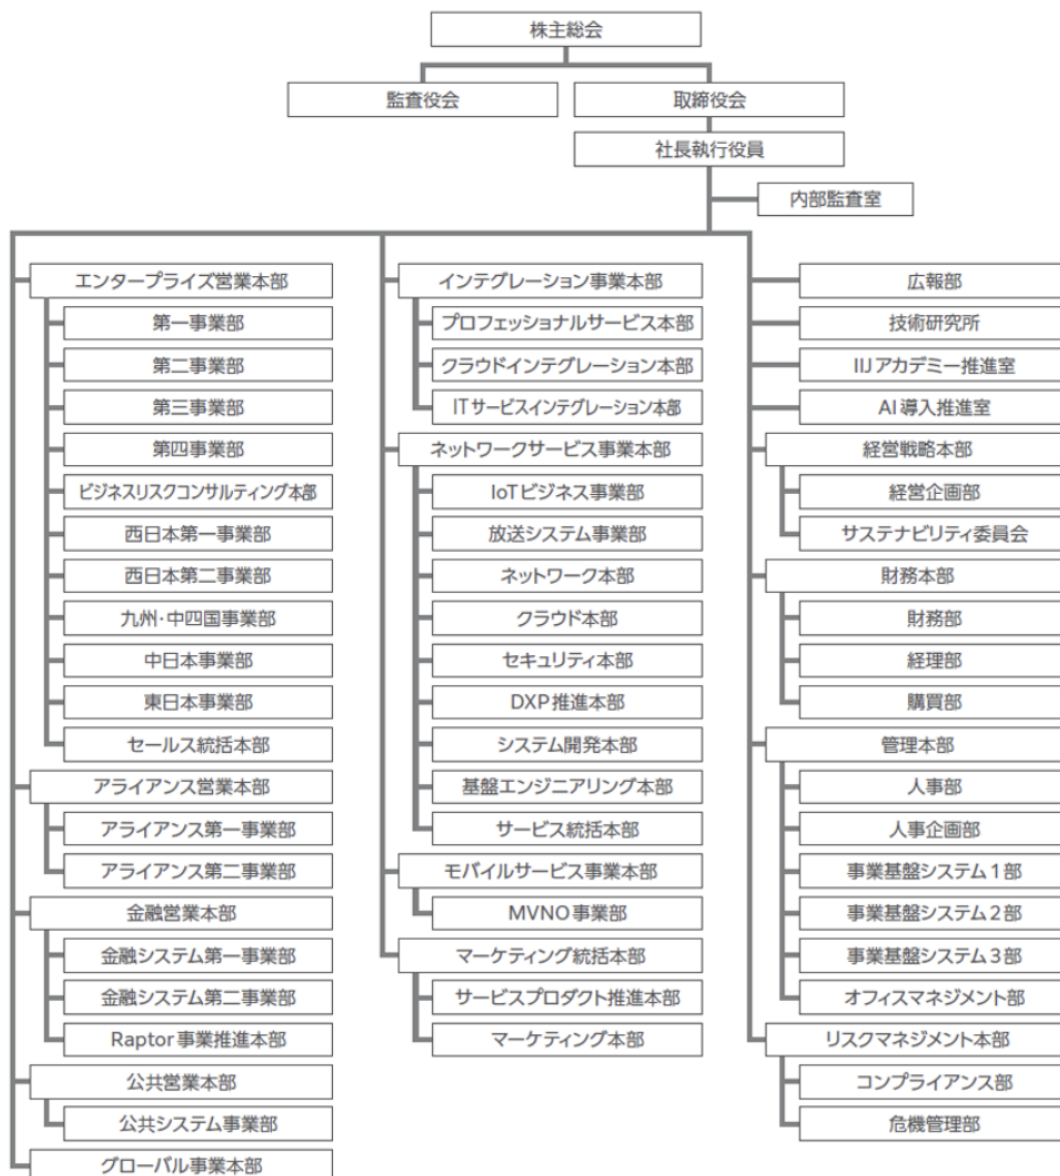 株主総会
監査役会
取締役会
社長執行役員
内部監査室
エンタープライズ営業本部
第一事業部
第二事業部
第三事業部
第四事業部
ビジネスリスクコンサルティング本部
西日本第一事業部
西日本第二事業部
九州・中四国事業部
中日本事業部
東日本事業部
セールス統括本部
アライアンス営業本部
アライアンス第一事業部
アライアンス第二事業部
金融営業本部
金融システム第一事業部
金融システム第二事業部
Raptor事業推進本部
公共営業本部
公共システム事業部
グローバル事業本部
インテグレーション事業本部
プロフェッショナルサービス本部
クラウドインテグレーション本部
ITサービスインテグレーション本部
ネットワークサービス事業本部
IoTビジネス事業部
放送システム事業部
ネットワーク本部
クラウド本部
セキュリティ本部
DXP推進本部
システム開発本部
基盤エンジニアリング本部
サービス統括本部
モバイルサービス事業本部
MVNO事業部
マーケティング統括本部
サービスプロダクト推進本部
マーケティング本部
広報部
技術研究所
IIJアカデミー推進室
AI導入推進室
経営戦略本部
経営企画部
サステナビリティ委員会
財務本部
財務部
経理部
購買部
管理本部
人事部
人事企画部
事業基盤システム1部
事業基盤システム2部
事業基盤システム3部
オフィスマネジメント部
リスクマネジメント本部
コンプライアンス部
危機管理部